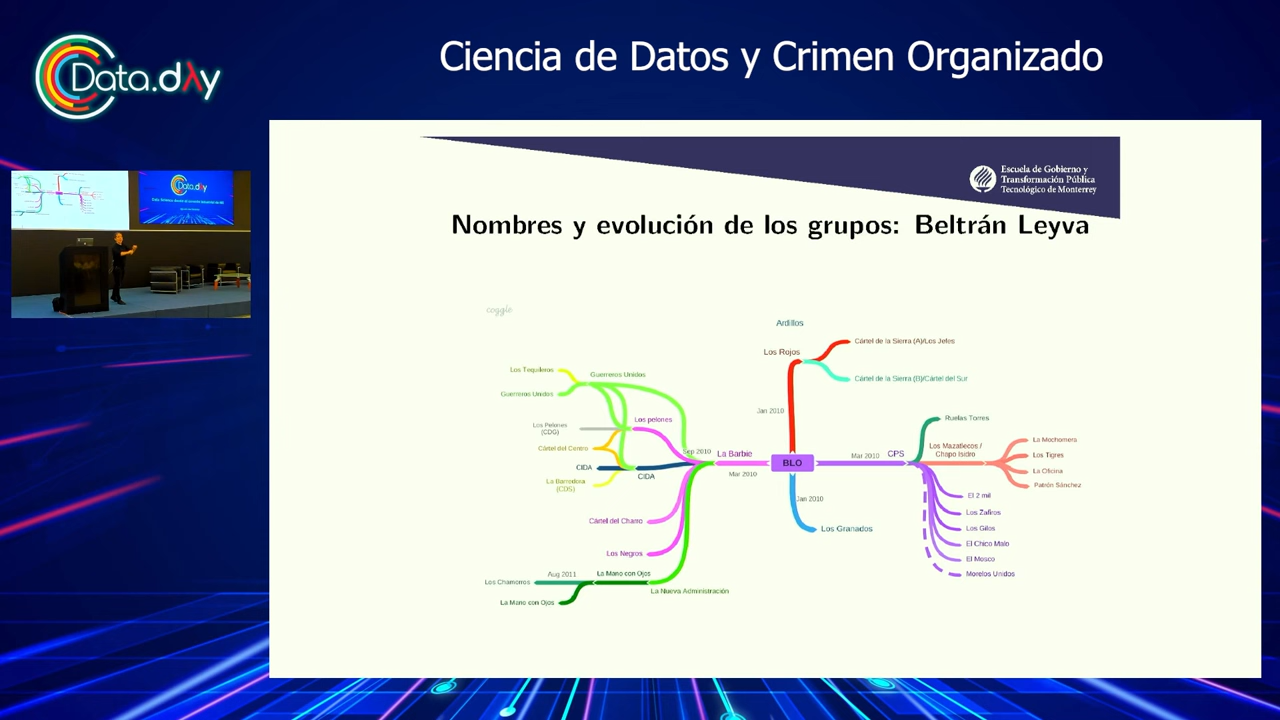 Ciencia de Datos y Crimen Organizado
Data.day
Escuela de Gobierno y
Transformación Pública
Tecnológico de Monterrey
Nombres y evolución de los grupos: Beltrán Leyva
coggle
Ardillos
Los Rojos
Cártel de la Sierra (A)/Los Jefes
Cártel de la Sierra (B)/Cártel del Sur
Jan 2010
Los Tequileros
Guerreros Unidos
Guerreros Unidos
Los Pelones
(CDG)
Los pelones
Cártel del Centro
CIDA
CIDA
La Barredora
(CDS)
Sep 2010
La Barbie
Mar 2010
BLO
Mar 2010
CPS
Ruelas Torres
Los Mazatlecos /
Chapo Isidro
La Mochomera
Los Tigres
La Oficina
Patrón Sánchez
El 2 mil
Los Zafiros
Los Gilos
El Chico Malo
El Mosco
Morelos Unidos
Jan 2010
Los Granados
Cártel del Charro
Los Negros
La Nueva Administración
La Mano con Ojos
Aug 2011
Los Chamorros
La Mano con Ojos
Data.day